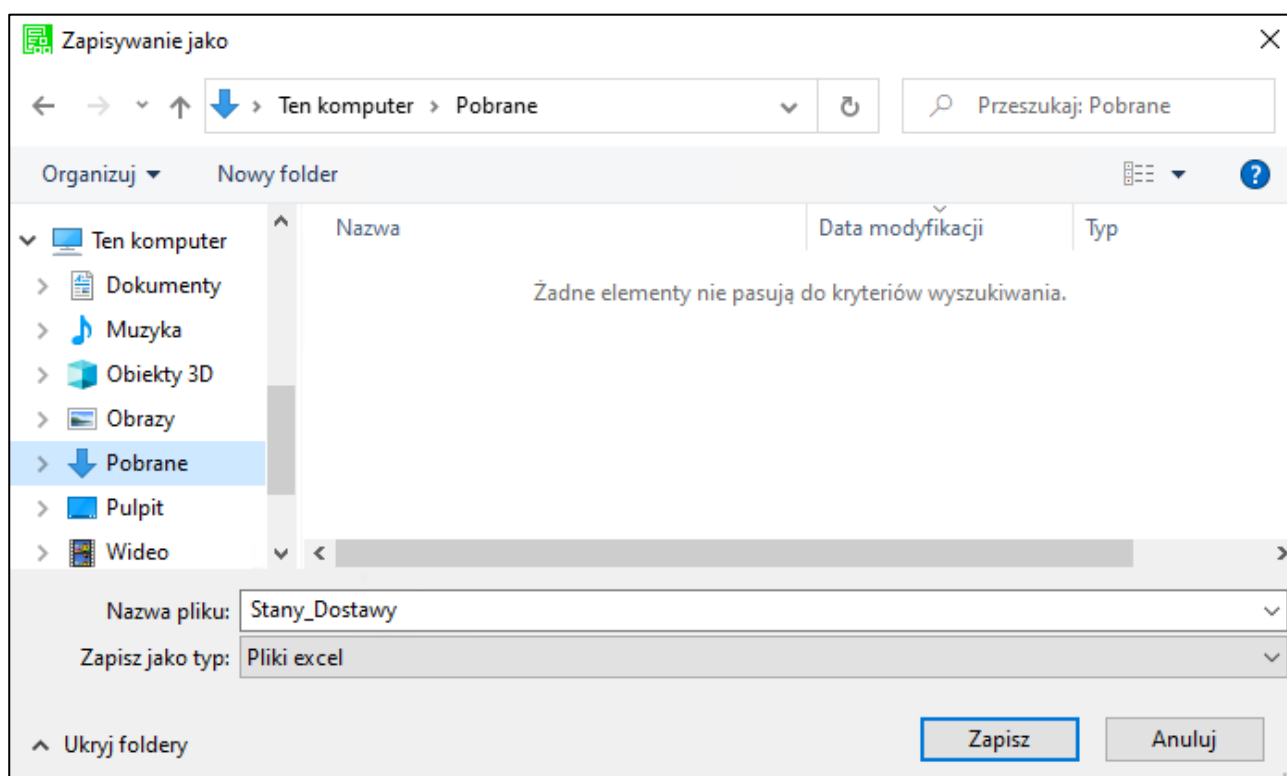 Zapisywanie jako
Ten komputer > Pobrane
Przeszukaj: Pobrane
Organizuj
Nowy folder
?
Nazwa
Data modyfikacji
Typ
Żadne elementy nie pasują do kryteriów wyszukiwania.
Ten komputer
Dokumenty
Muzyka
Obiekty 3D
Obrazy
Pobrane
Pulpit
Wideo
Nazwa pliku: Stany_Dostawy
Zapisz jako typ: Pliki excel
Ukryj foldery
Zapisz
Anuluj